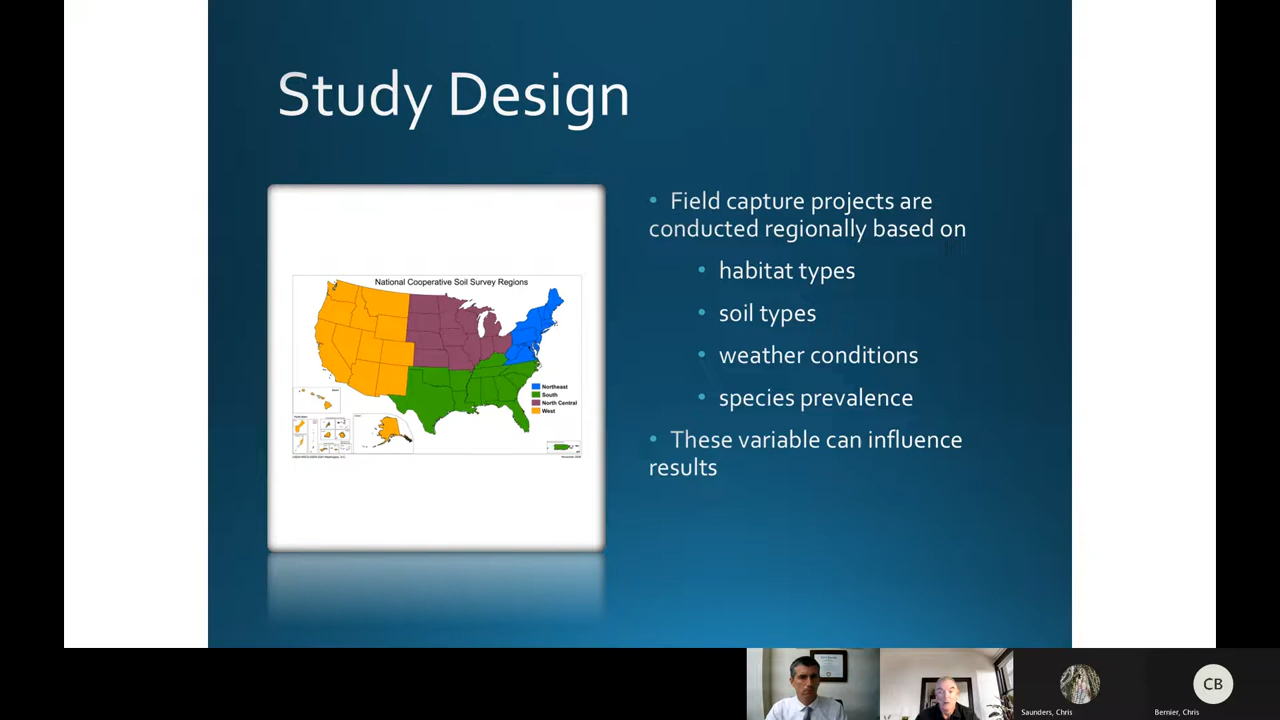 Study Design
Field capture projects are
conducted regionally based on
habitat types
soil types
weather conditions
species prevalence
These variable can influence
results
National Cooperative Soil Survey Regions
Northeast
South
North Central
West
Saunders, Chris
CB
Bernier, Chris